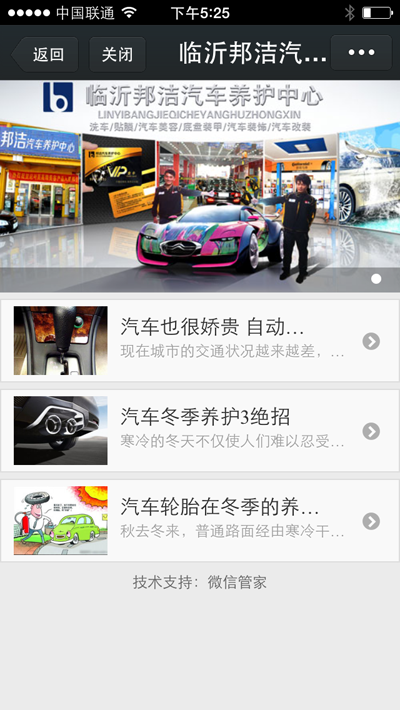 中国联通 下午5:25
返回 关闭 临沂邦洁汽... •••
b 临沂邦洁汽车养护中心
LINYIBANGJIEQICHEYANGHUZHONGXIN
洗车/贴膜/汽车美容/底盘装甲/汽车装饰/汽车改装
邦洁汽车养护中心
VIP
汽车也很娇贵 自动...
现在城市的交通状况越来越差，...
汽车冬季养护3绝招
寒冷的冬天不仅使人们难以忍受...
汽车轮胎在冬季的养...
秋去冬来，普通路面经由寒冷干...
技术支持：微信管家